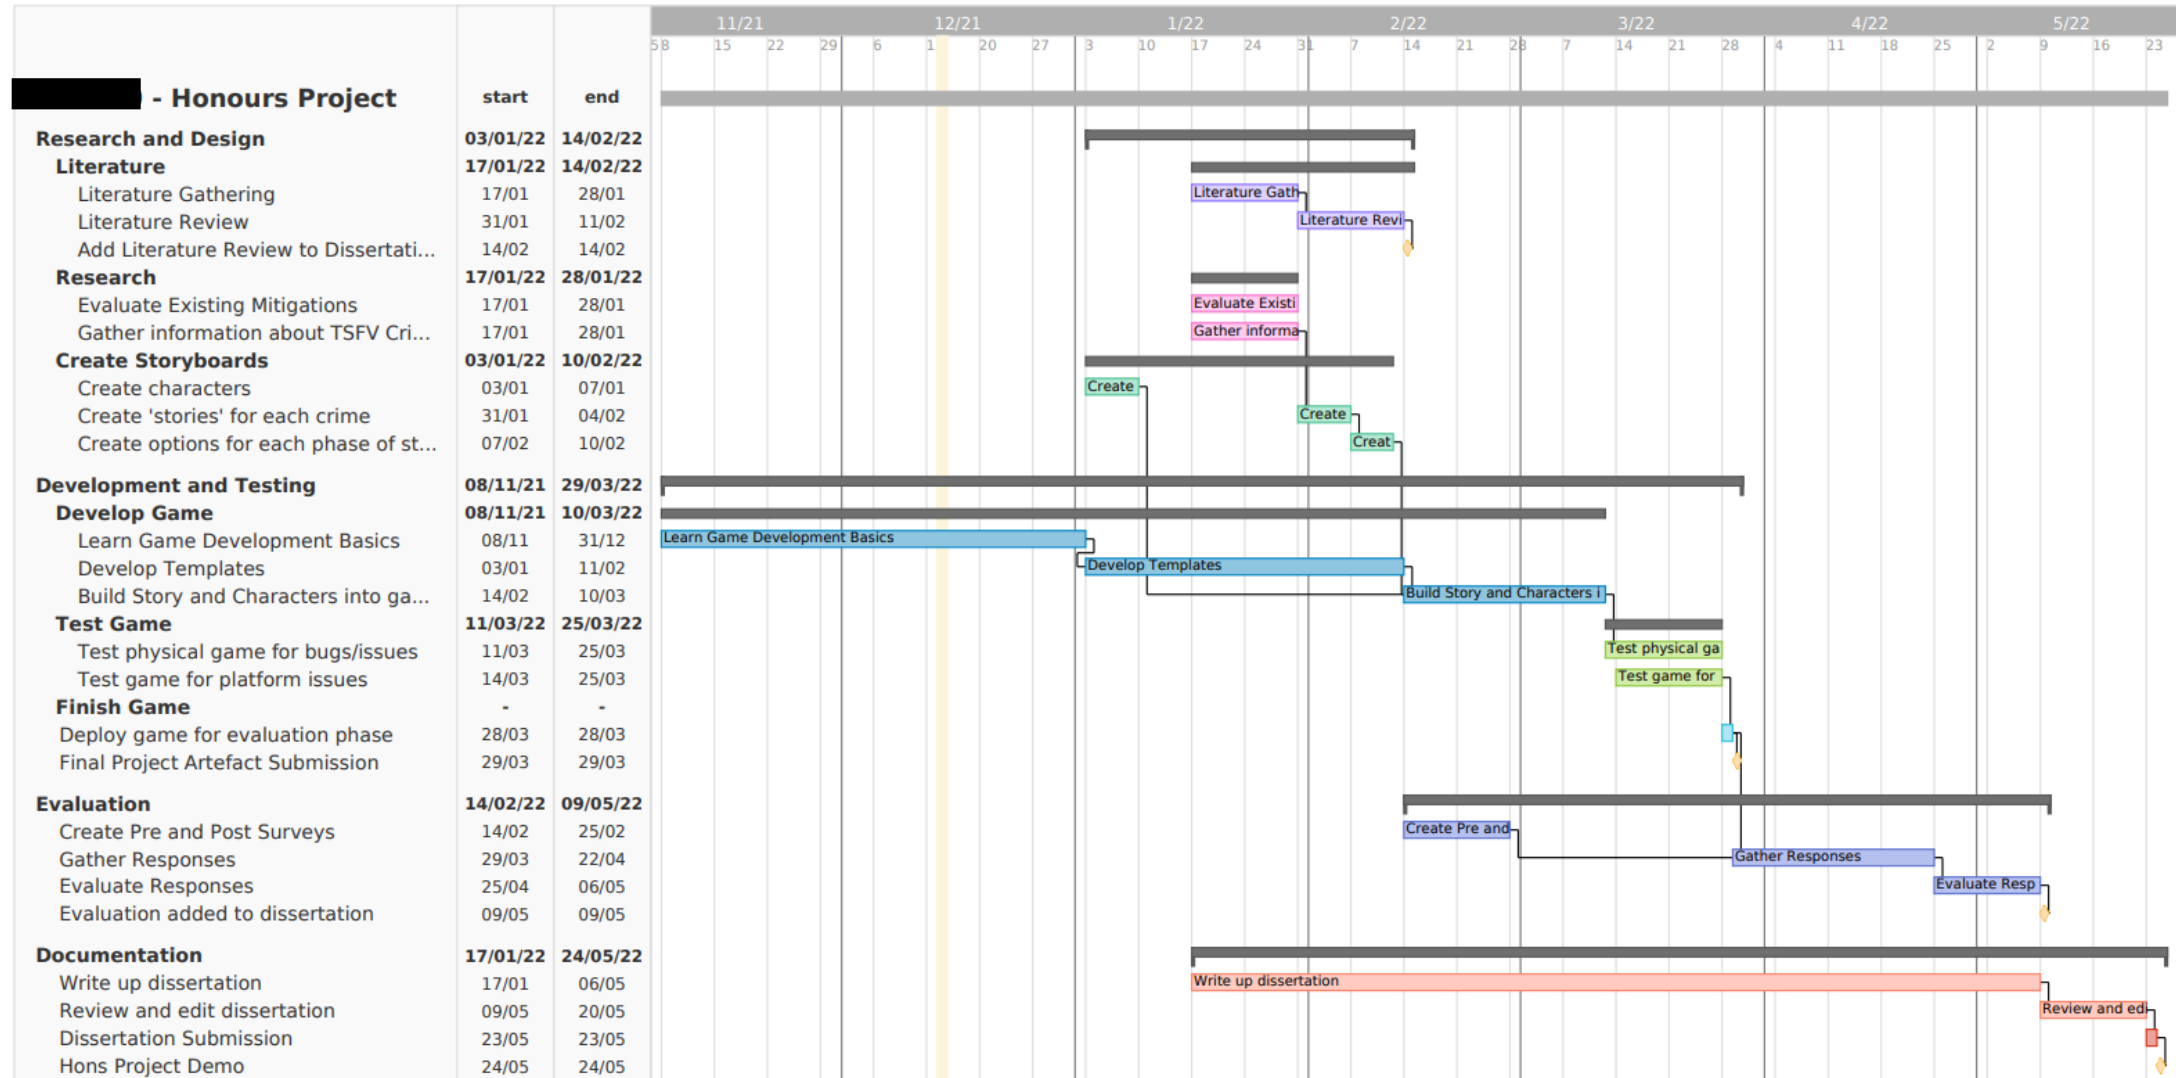 11/21 12/21 1/22 2/22 3/22 4/22 5/22
5 8 15 22 29 6 1 20 27 3 10 17 24 31 7 14 21 28 7 14 21 28 4 11 18 25 2 9 16 23
- Honours Project start end
Research and Design 03/01/22 14/02/22
Literature 17/01/22 14/02/22
Literature Gathering 17/01 28/01 Literature Gath
Literature Review 31/01 11/02 Literature Revi
Add Literature Review to Dissertati... 14/02 14/02
Research 17/01/22 28/01/22
Evaluate Existing Mitigations 17/01 28/01 Evaluate Existi
Gather information about TSFV Cri... 17/01 28/01 Gather informa
Create Storyboards 03/01/22 10/02/22
Create characters 03/01 07/01 Create
Create 'stories' for each crime 31/01 04/02 Create
Create options for each phase of st... 07/02 10/02 Creat
Development and Testing 08/11/21 29/03/22
Develop Game 08/11/21 10/03/22
Learn Game Development Basics 08/11 31/12 Learn Game Development Basics
Develop Templates 03/01 11/02 Develop Templates
Build Story and Characters into ga... 14/02 10/03 Build Story and Characters i
Test Game 11/03/22 25/03/22
Test physical game for bugs/issues 11/03 25/03 Test physical ga
Test game for platform issues 14/03 25/03 Test game for
Finish Game - -
Deploy game for evaluation phase 28/03 28/03
Final Project Artefact Submission 29/03 29/03
Evaluation 14/02/22 09/05/22
Create Pre and Post Surveys 14/02 25/02 Create Pre and
Gather Responses 29/03 22/04 Gather Responses
Evaluate Responses 25/04 06/05 Evaluate Resp
Evaluation added to dissertation 09/05 09/05
Documentation 17/01/22 24/05/22
Write up dissertation 17/01 06/05 Write up dissertation
Review and edit dissertation 09/05 20/05 Review and edi
Dissertation Submission 23/05 23/05
Hons Project Demo 24/05 24/05